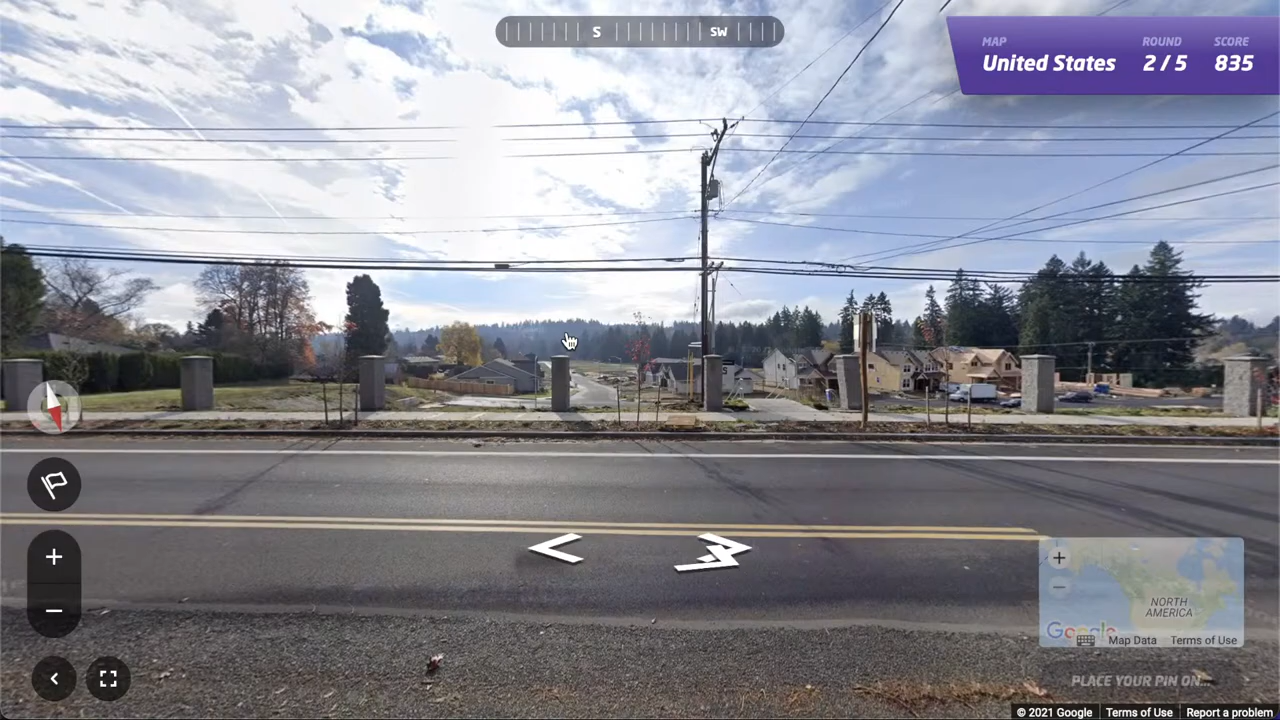 S
SW
MAP
ROUND
SCORE
United States
2 / 5
835
NORTH
AMERICA
Google
Map Data
Terms of Use
PLACE YOUR PIN ON...
© 2021 Google
Terms of Use
Report a problem